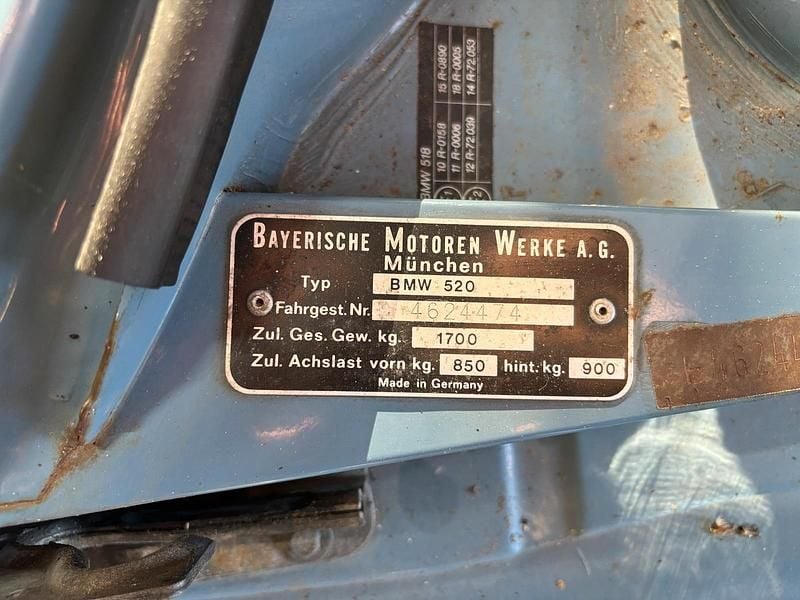 BMW 518
10 R-0158 15 R-0890
11 R-0006 18 R-0005
12 R-72.039 14 R-72.053
BAYERISCHE MOTOREN WERKE A.G.
München
Typ BMW 520
Fahrgest.Nr. 4624474
Zul. Ges. Gew. kg. 1700
Zul. Achslast vorn kg. 850 hint. kg. 900
Made in Germany